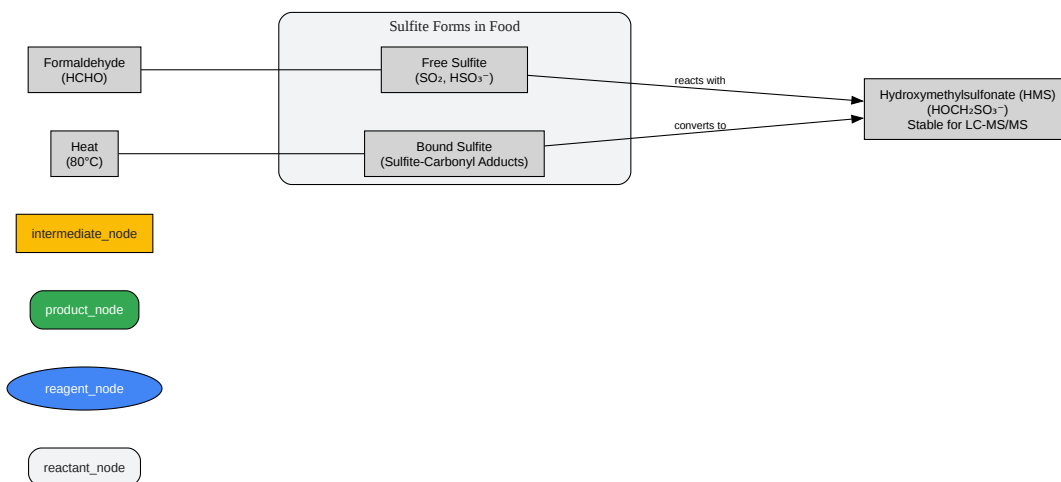 Sulfite Forms in Food
Formaldehyde
(HCHO)
Free Sulfite
(SO₂, HSO₃⁻)
reacts with
Hydroxymethylsulfonate (HMS)
(HOCH₂SO₃⁻)
Stable for LC-MS/MS
Heat
(80°C)
Bound Sulfite
(Sulfite-Carbonyl Adducts)
converts to
intermediate_node
product_node
reagent_node
reactant_node